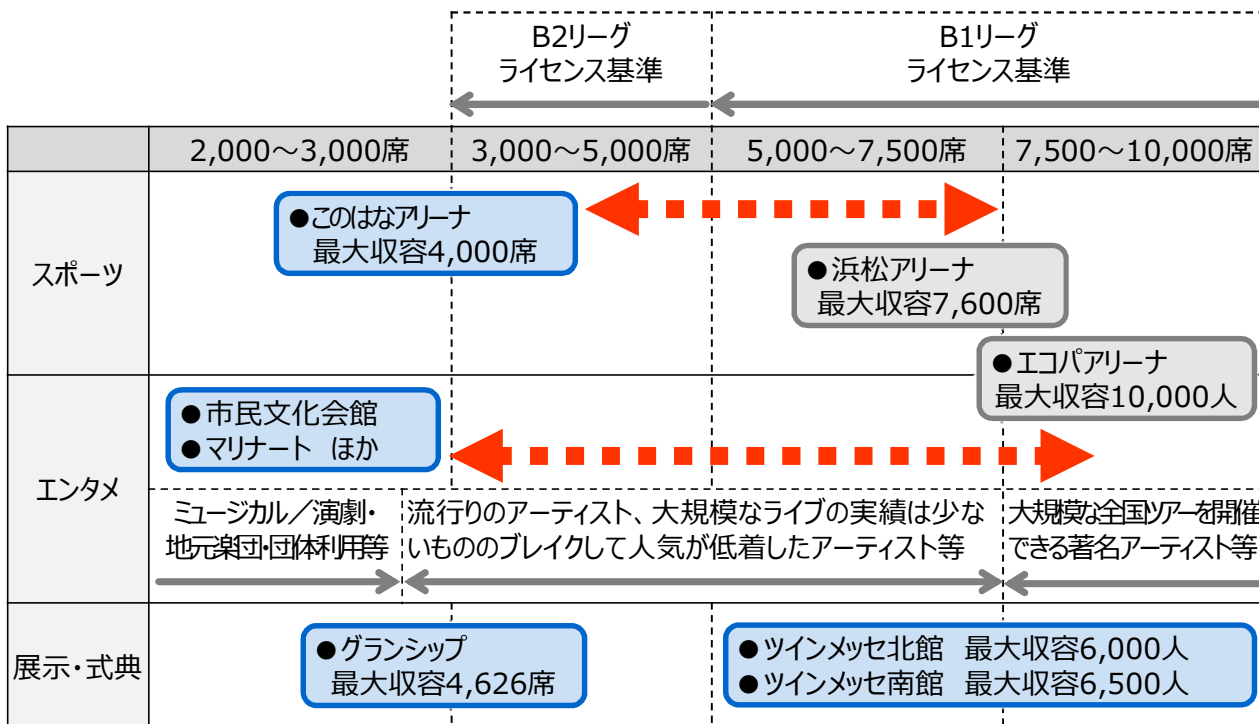 B2リーグ
ライセンス基準
B1リーグ
ライセンス基準
2,000～3,000席
3,000～5,000席
5,000～7,500席
7,500～10,000席
スポーツ
●このはなアリーナ
最大収容4,000席
●浜松アリーナ
最大収容7,600席
●エコパアリーナ
最大収容10,000人
エンタメ
●市民文化会館
●マリナート ほか
ミュージカル／演劇・
地元楽団・団体利用等
流行りのアーティスト、大規模なライブの実績は少な
いもののブレイクして人気が低着したアーティスト等
大規模な全国ツアーを開催
できる著名アーティスト等
展示・式典
●グランシップ
最大収容4,626席
●ツインメッセ北館 最大収容6,000人
●ツインメッセ南館 最大収容6,500人